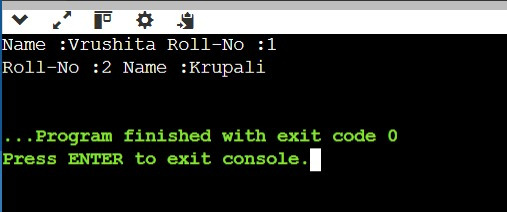 Name :Vrushita Roll-No :1
Roll-No :2 Name :Krupali
...Program finished with exit code 0
Press ENTER to exit console.